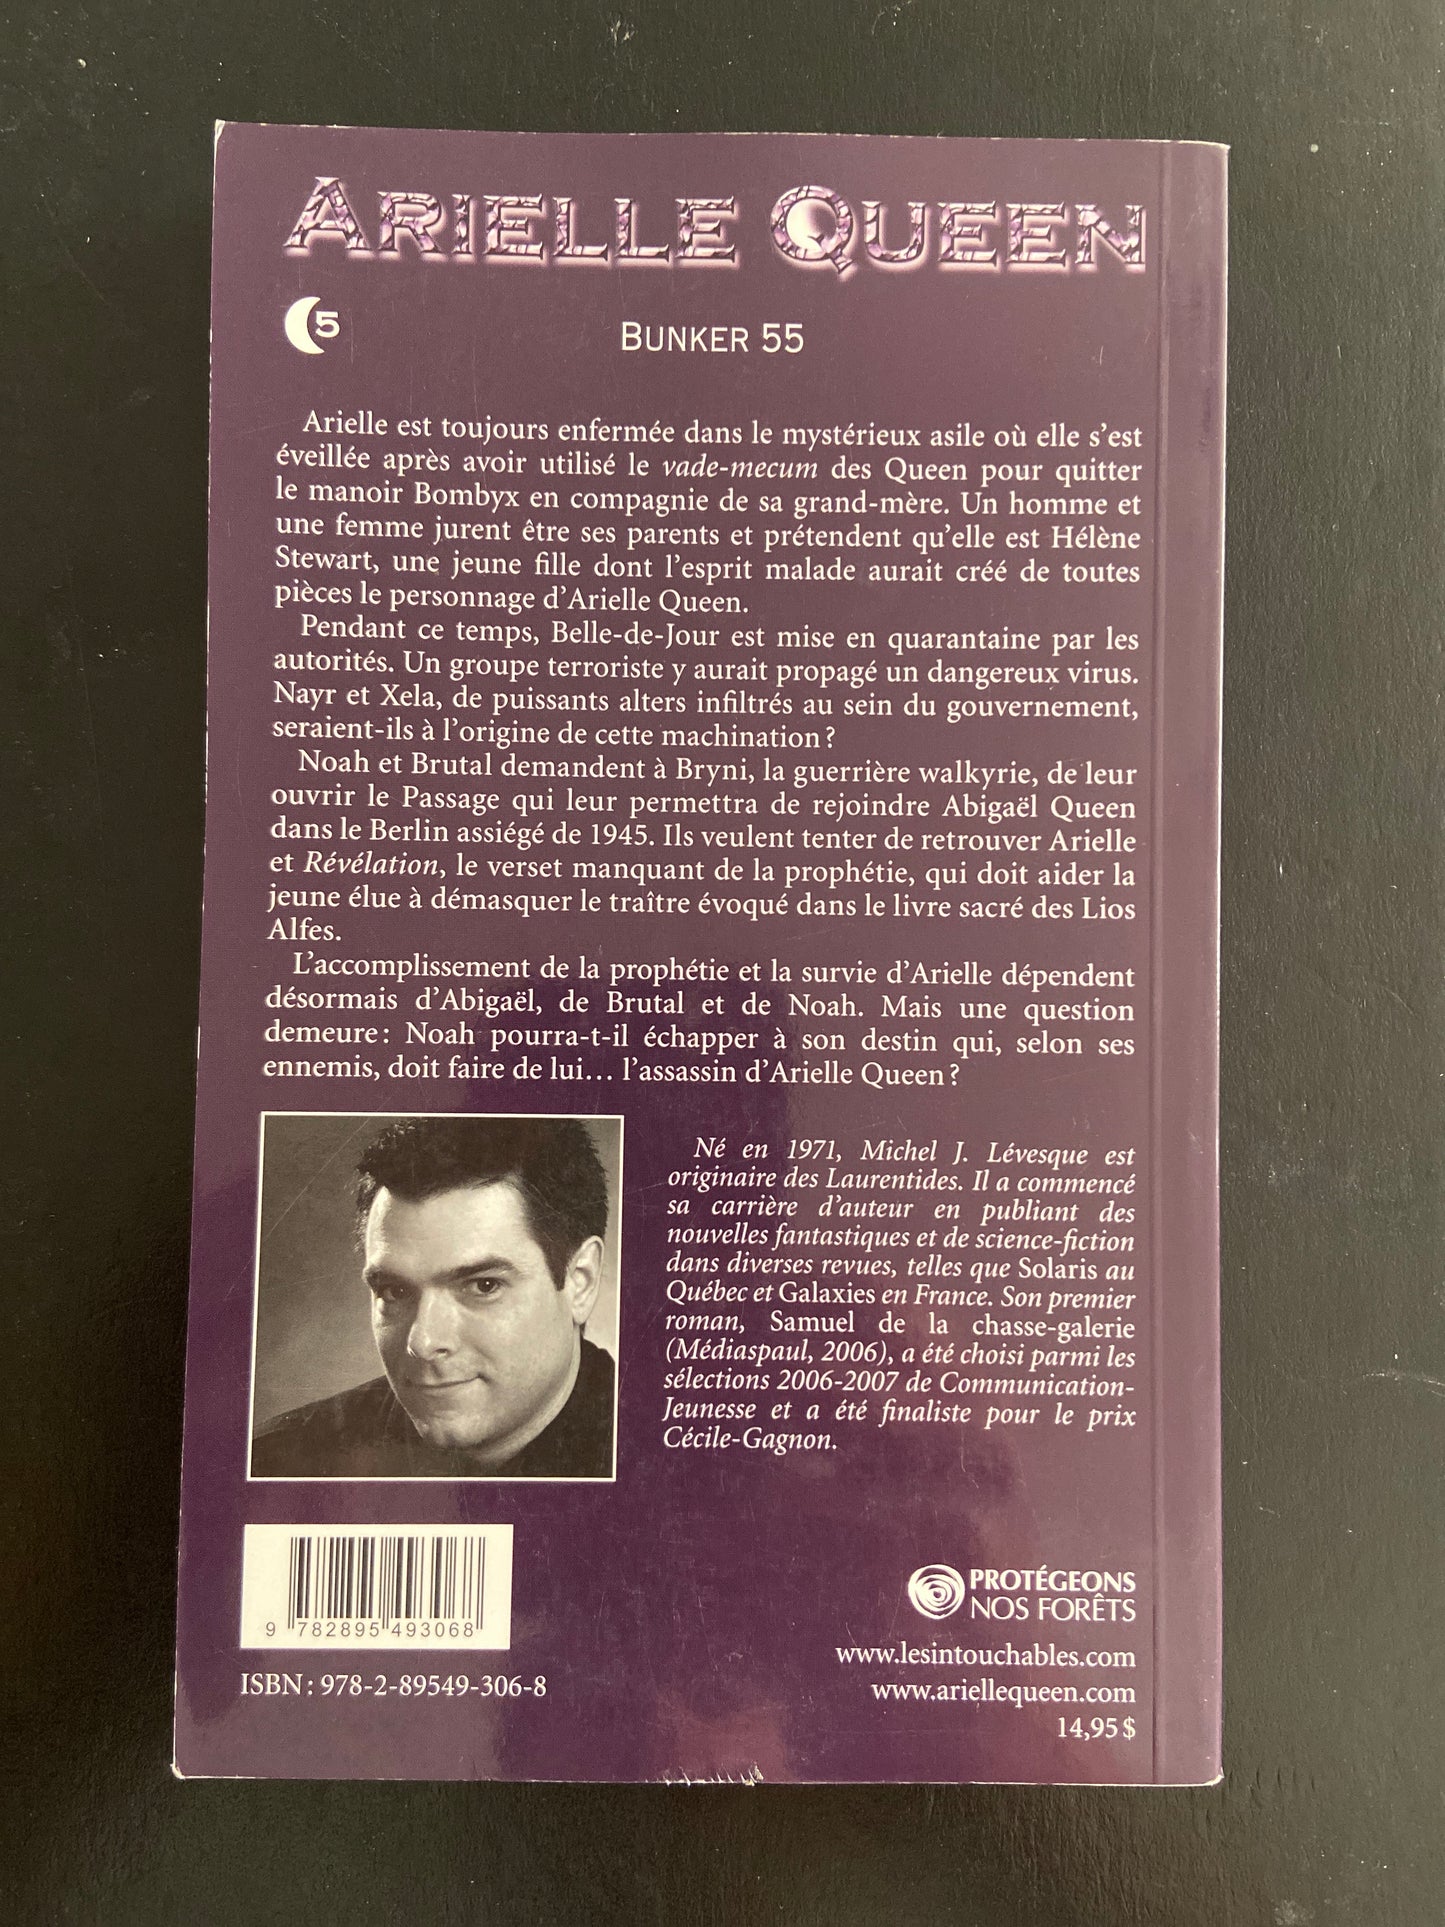 ARIELLE QUEEN
5
BUNKER 55
Arielle est toujours enfermée dans le mystérieux asile où elle s'est
éveillée après avoir utilisé le vade-mecum des Queen pour quitter
le manoir Bombyx en compagnie de sa grand-mère. Un homme et
une femme jurent être ses parents et prétendent qu'elle est Hélène
Stewart, une jeune fille dont l'esprit malade aurait créé de toutes
pièces le personnage d'Arielle Queen.
Pendant ce temps, Belle-de-Jour est mise en quarantaine par les
autorités. Un groupe terroriste y aurait propagé un dangereux virus.
Nayr et Xela, de puissants alters infiltrés au sein du gouvernement,
seraient-ils à l'origine de cette machination ?
Noah et Brutal demandent à Bryni, la guerrière walkyrie, de leur
ouvrir le Passage qui leur permettra de rejoindre Abigaël Queen
dans le Berlin assiégé de 1945. Ils veulent tenter de retrouver Arielle
et Révélation, le verset manquant de la prophétie, qui doit aider la
jeune élue à démasquer le traître évoqué dans le livre sacré des Lios
Alfes.
L'accomplissement de la prophétie et la survie d'Arielle dépendent
désormais d'Abigaël, de Brutal et de Noah. Mais une question
demeure : Noah pourra-t-il échapper à son destin qui, selon ses
ennemis, doit faire de lui… l'assassin d'Arielle Queen ?
Né en 1971, Michel J. Lévesque est
originaire des Laurentides. Il a commencé
sa carrière d'auteur en publiant des
nouvelles fantastiques et de science-fiction
dans diverses revues, telles que Solaris au
Québec et Galaxies en France. Son premier
roman, Samuel de la chasse-galerie
(Médiaspaul, 2006), a été choisi parmi les
sélections 2006-2007 de Communication-
Jeunesse et a été finaliste pour le prix
Cécile-Gagnon.
9 782895 493068
ISBN : 978-2-89549-306-8
PROTÉGEONS
NOS FORÊTS
www.lesintouchables.com
www.ariellequeen.com
14,95 $